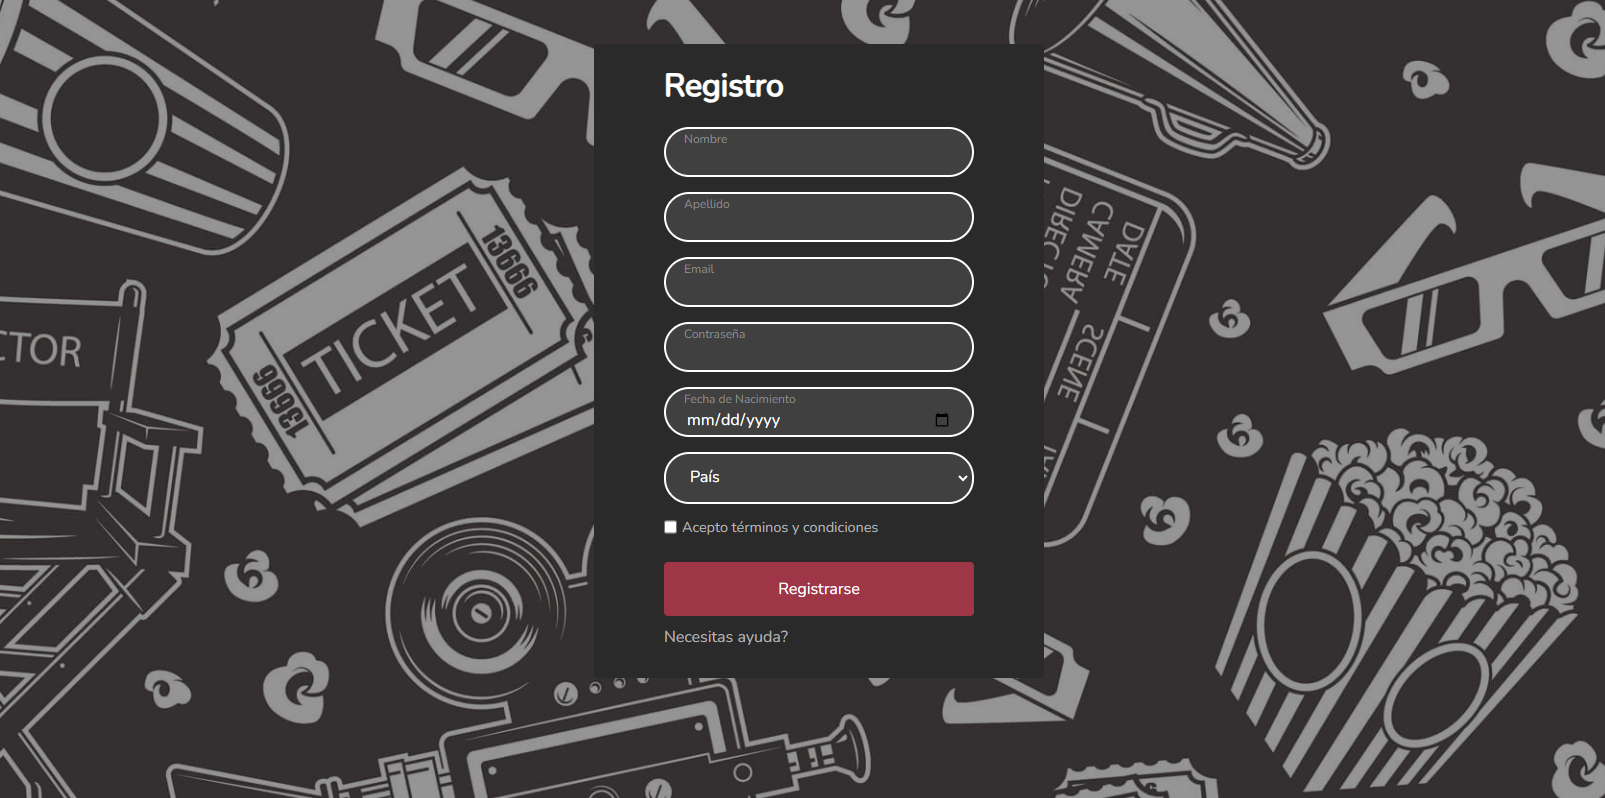 Registro
Nombre
Apellido
Email
Contraseña
Fecha de Nacimiento
mm/dd/yyyy
País
Acepto términos y condiciones
Registrarse
Necesitas ayuda?
TICKET
13666
13666
CTOR
DATE
CAMERA
SCENE